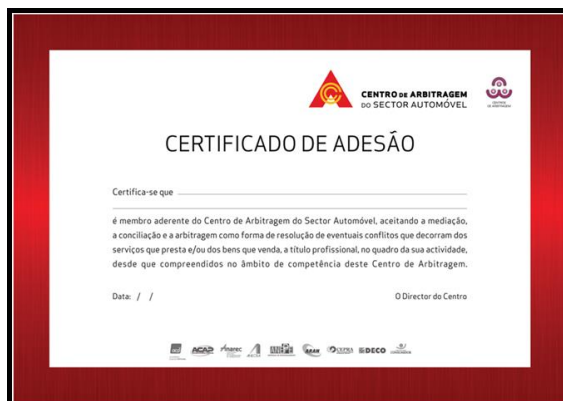 CENTRO DE ARBITRAGEM
DO SECTOR AUTOMÓVEL
CERTIFICADO DE ADESÃO
Certifica-se que
é membro aderente do Centro de Arbitragem do Sector Automóvel, aceitando a mediação,
a conciliação e a arbitragem como forma de resolução de eventuais conflitos que decorram dos
serviços que presta e/ou dos bens que venda, a título profissional, no quadro da sua actividade,
desde que compreendidos no âmbito de competência deste Centro de Arbitragem.
Data: / /
O Director do Centro
ACAP
ARAN
CEPRA
DECO